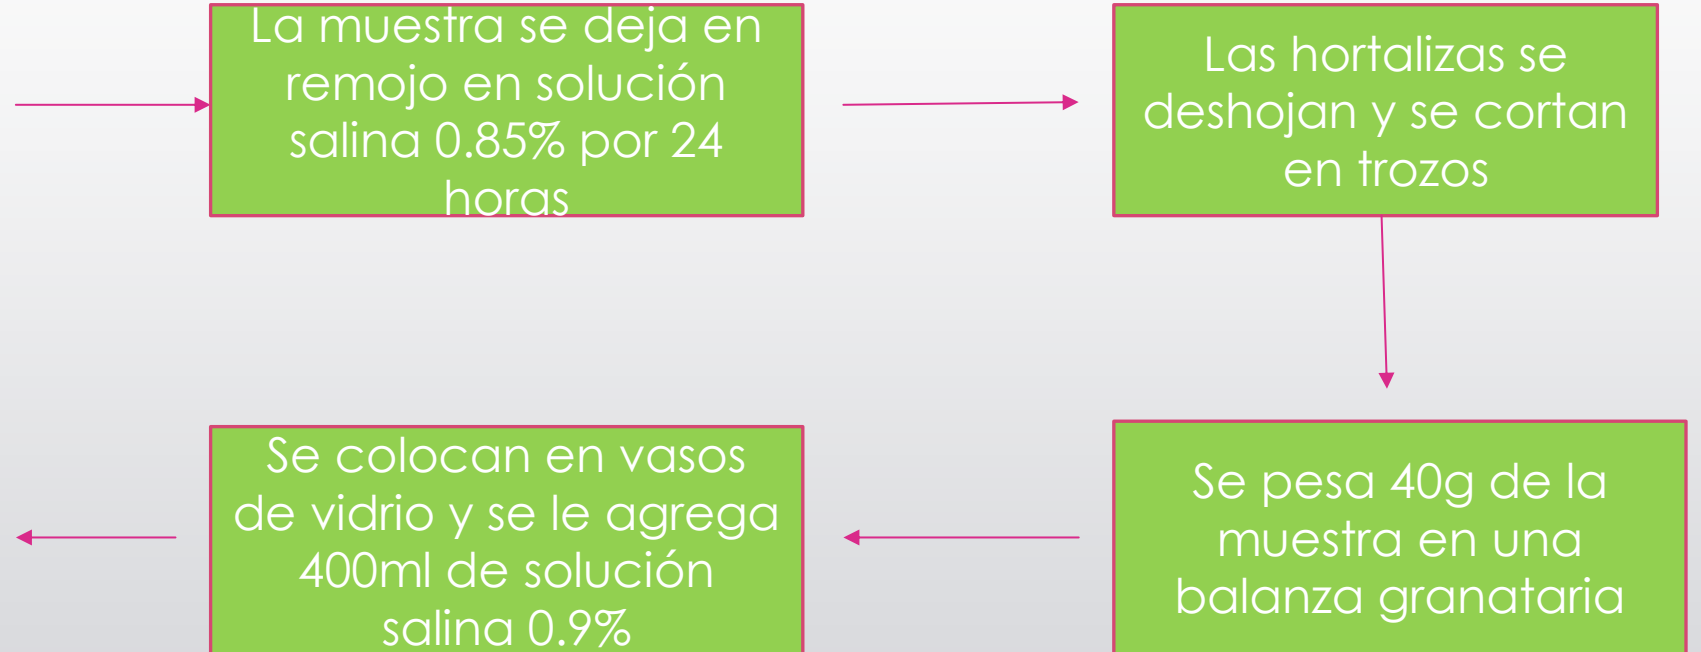 La muestra se deja en
remojo en solución
salina 0.85% por 24
horas
Las hortalizas se
deshojan y se cortan
en trozos
Se pesa 40g de la
muestra en una
balanza granataria
Se colocan en vasos
de vidrio y se le agrega
400ml de solución
salina 0.9%